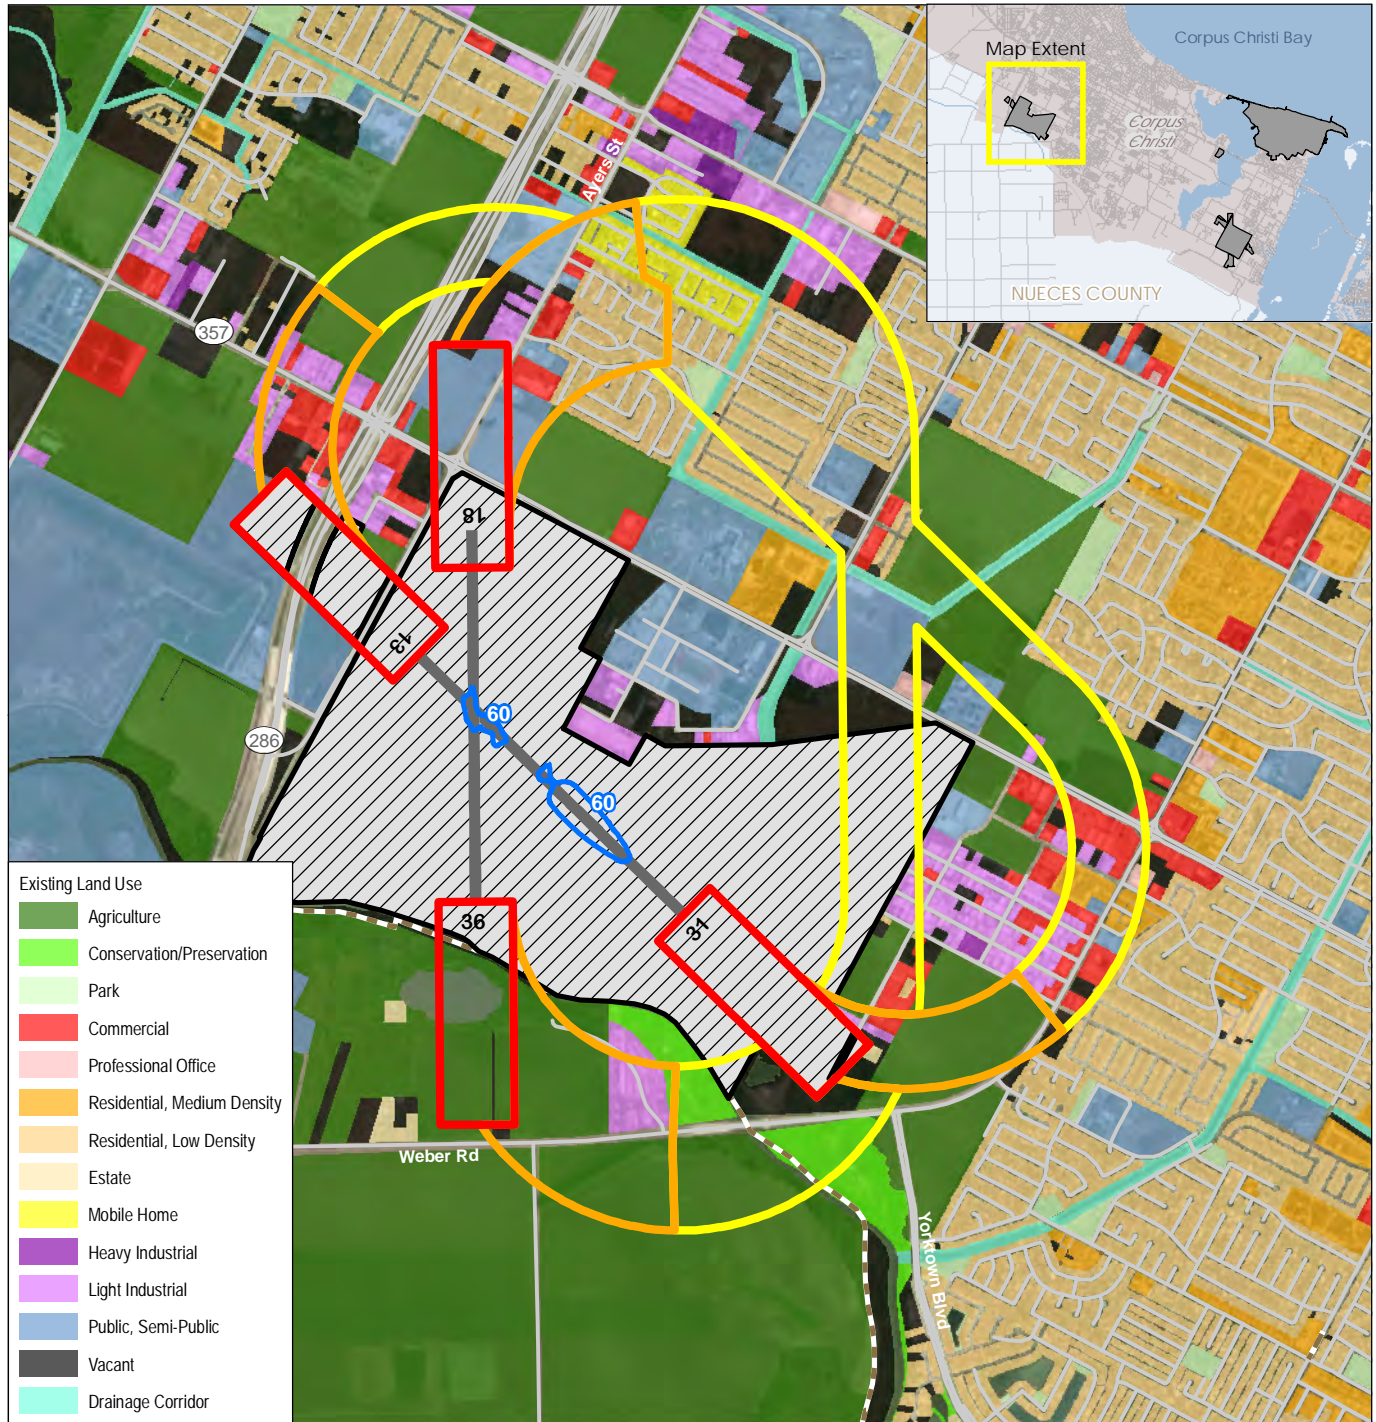 Corpus Christi Bay
Map Extent
Corpus
Christi
NUECES COUNTY
Ayers St
357
18
13
286
60
60
36
31
Weber Rd
Yorktown Blvd
Existing Land Use
Agriculture
Conservation/Preservation
Park
Commercial
Professional Office
Residential, Medium Density
Residential, Low Density
Estate
Mobile Home
Heavy Industrial
Light Industrial
Public, Semi-Public
Vacant
Drainage Corridor